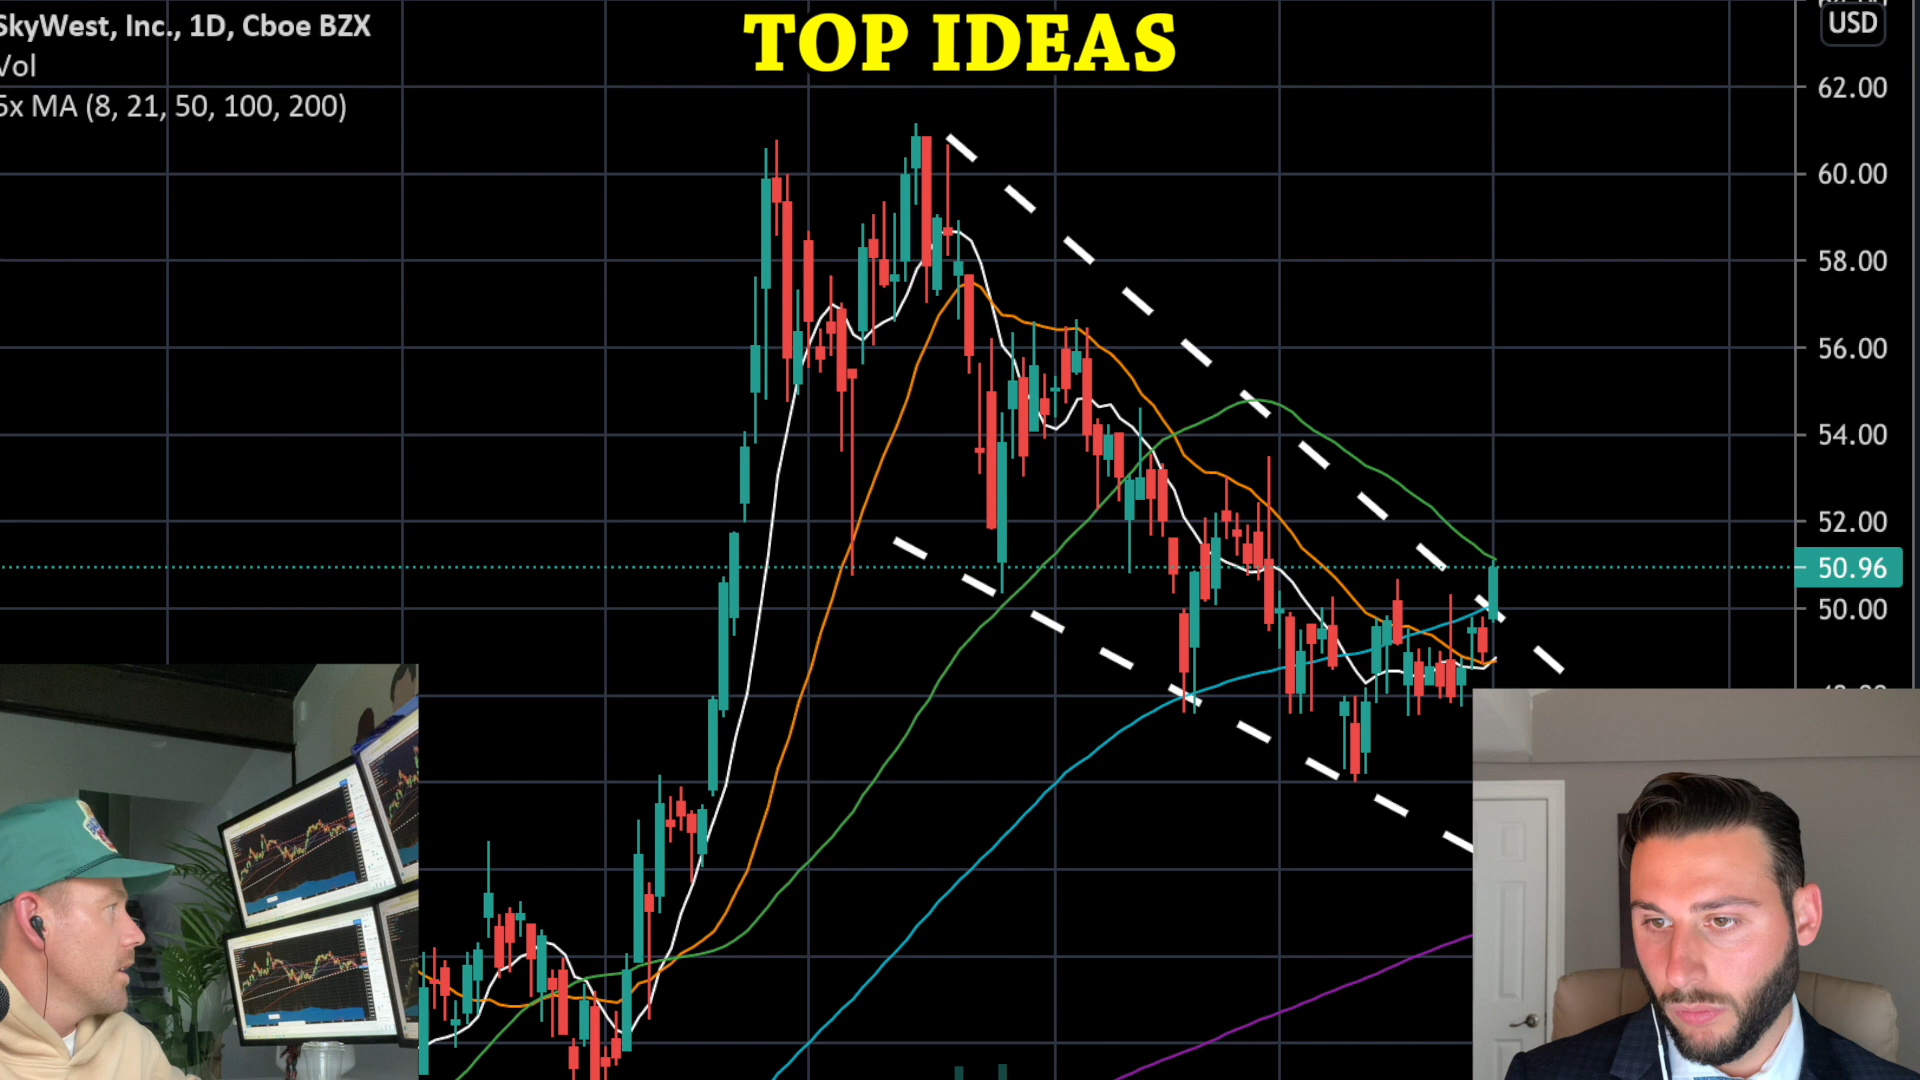 SkyWest, Inc., 1D, Cboe BZX
Vol
5x MA (8, 21, 50, 100, 200)
TOP IDEAS
USD
62.00
60.00
58.00
56.00
54.00
52.00
50.96
50.00